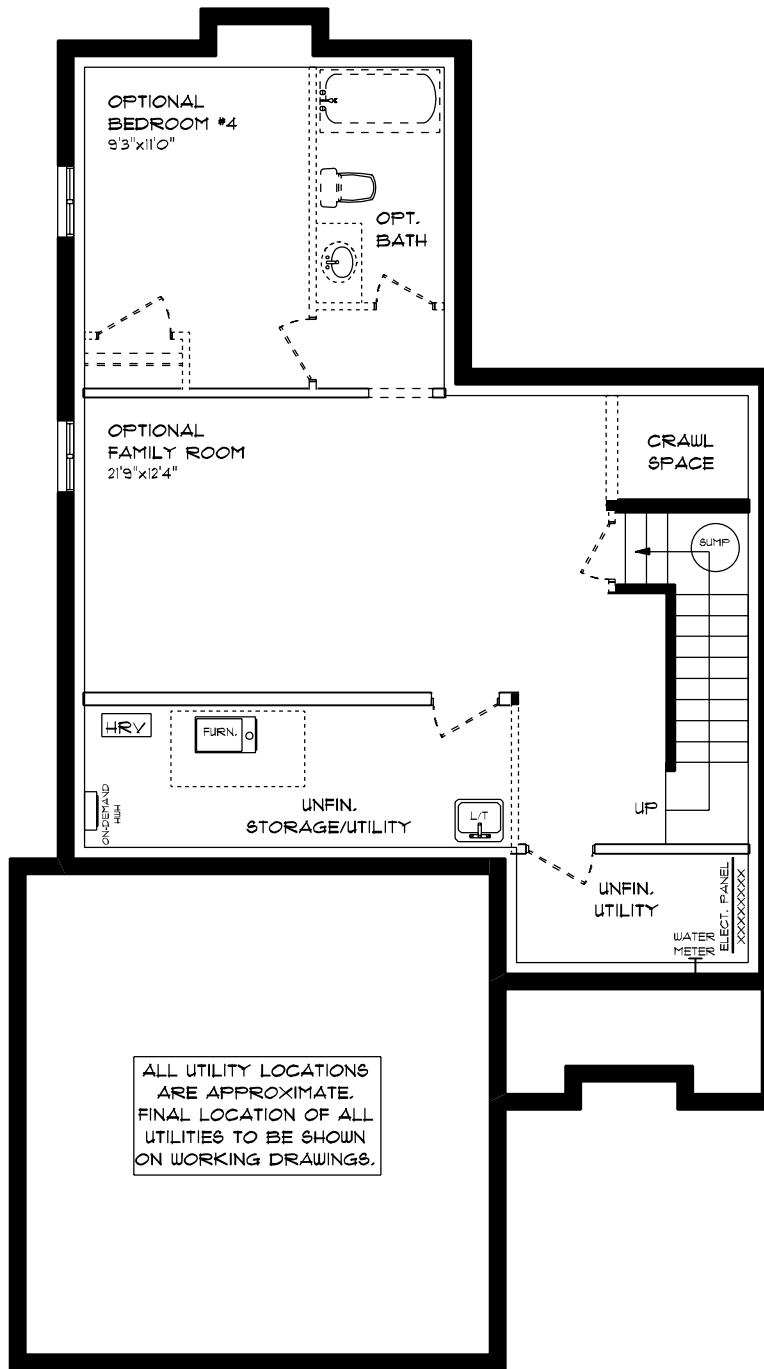 OPTIONAL
BEDROOM #4
9'3"x11'0"
OPT.
BATH
OPTIONAL
FAMILY ROOM
21'9"x12'4"
CRAWL
SPACE
SUMP
HRV
FURN.
ON-DEMAND
HWH
UNFIN.
STORAGE/UTILITY
L/T
UP
UNFIN.
UTILITY
ELECT. PANEL
XXXXXXXX
WATER
METER
ALL UTILITY LOCATIONS
ARE APPROXIMATE.
FINAL LOCATION OF ALL
UTILITIES TO BE SHOWN
ON WORKING DRAWINGS.